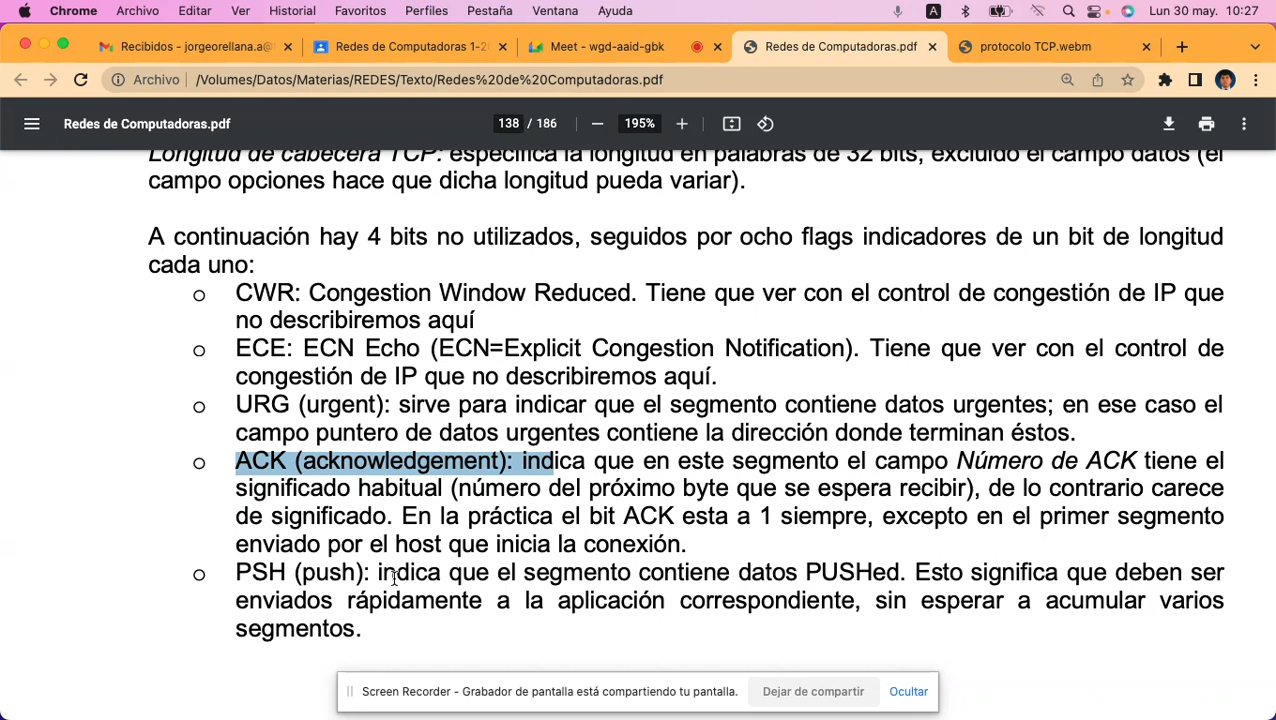 Chrome Archivo Editar Ver Historial Favoritos Perfiles Pestaña Ventana Ayuda A Lun 30 may. 10:27
Recibidos - jorgeorellana.a@ Redes de Computadoras 1-2 Meet - wgd-aaid-gbk Redes de Computadoras.pdf protocolo TCP.webm
Archivo /Volumes/Datos/Materias/REDES/Texto/Redes%20de%20Computadoras.pdf
Redes de Computadoras.pdf 138 / 186 195%
Longitud de cabecera TCP: especifica la longitud en palabras de 32 bits, excluido el campo datos (el
campo opciones hace que dicha longitud pueda variar).
A continuación hay 4 bits no utilizados, seguidos por ocho flags indicadores de un bit de longitud
cada uno:
o CWR: Congestion Window Reduced. Tiene que ver con el control de congestión de IP que
no describiremos aquí
o ECE: ECN Echo (ECN=Explicit Congestion Notification). Tiene que ver con el control de
congestión de IP que no describiremos aquí.
o URG (urgent): sirve para indicar que el segmento contiene datos urgentes; en ese caso el
campo puntero de datos urgentes contiene la dirección donde terminan éstos.
o ACK (acknowledgement): indica que en este segmento el campo Número de ACK tiene el
significado habitual (número del próximo byte que se espera recibir), de lo contrario carece
de significado. En la práctica el bit ACK esta a 1 siempre, excepto en el primer segmento
enviado por el host que inicia la conexión.
o PSH (push): indica que el segmento contiene datos PUSHed. Esto significa que deben ser
enviados rápidamente a la aplicación correspondiente, sin esperar a acumular varios
segmentos.
Screen Recorder - Grabador de pantalla está compartiendo tu pantalla. Dejar de compartir Ocultar